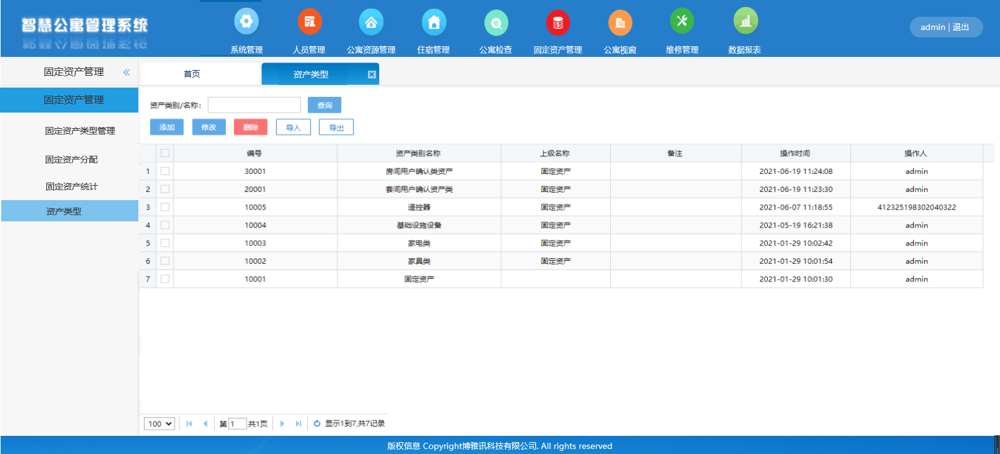 智慧公寓管理系统
系统管理 人员管理 公寓资源管理 住宿管理 公寓检查 固定资产管理 公寓视窗 维修管理 数据报表
admin | 退出
固定资产管理 «
首页 资产类型
固定资产管理
固定资产类型管理
固定资产分配
固定资产统计
资产类型
资产类别/名称: 查询
添加 修改 删除 导入 导出
编号 资产类别名称 上级名称 备注 操作时间 操作人
1 30001 房间用户确认类资产 固定资产 2021-06-19 11:24:08 admin
2 20001 套间用户确认资产类 固定资产 2021-06-19 11:23:30 admin
3 10005 遥控器 固定资产 2021-06-07 11:18:55 412325198302040322
4 10004 基础设施设备 固定资产 2021-05-19 16:21:38 admin
5 10003 家电类 固定资产 2021-01-29 10:02:42 admin
6 10002 家具类 固定资产 2021-01-29 10:01:54 admin
7 10001 固定资产 2021-01-29 10:01:30 admin
100 第 1 共1页 显示1到7,共7记录
版权信息 Copyright博雅讯科技有限公司. All rights reserved